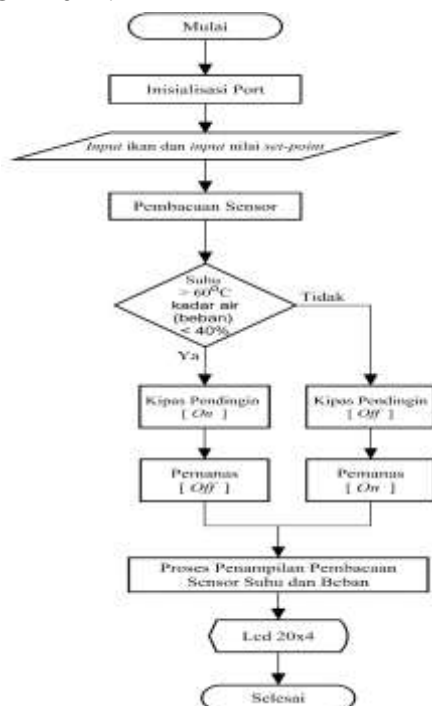 Mulai
Inisialisasi Port
Input ikan dan input nilai set-point
Pembacaan Sensor
Suhu
> 60°C
kadar air
(beban)
< 40%
Tidak
Ya
Kipas Pendingin
[ On ]
Kipas Pendingin
[ Off ]
Pemanas
[ Off ]
Pemanas
[ On ]
Proses Penampilan Pembacaan
Sensor Suhu dan Beban
Lcd 20x4
Selesai